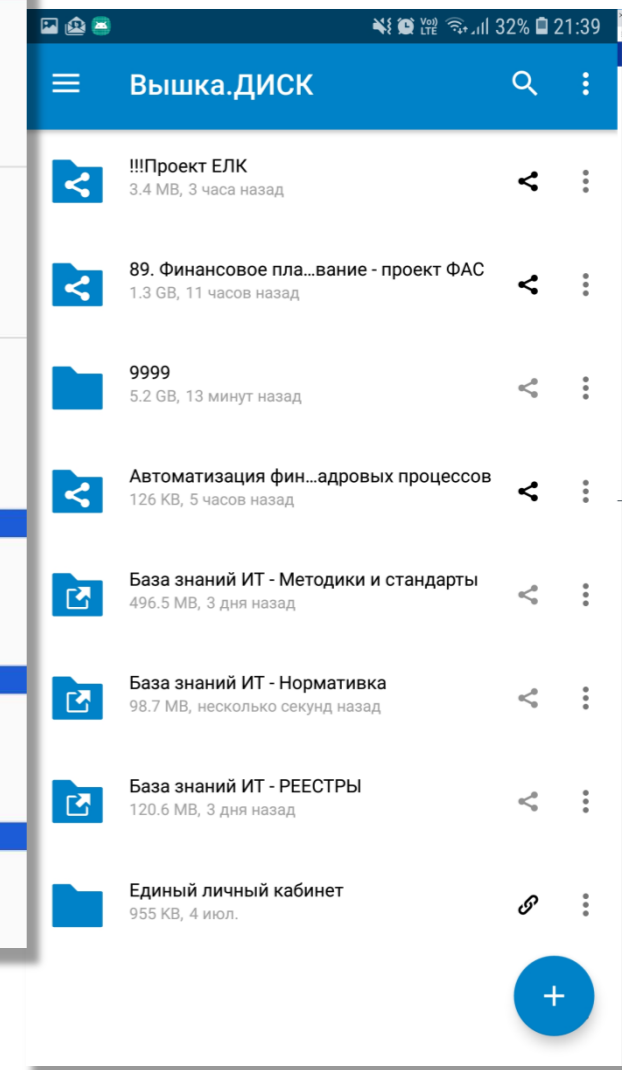 Vo)) LTE 32% 21:39
Вышка.ДИСК
!!!Проект ЕЛК
3.4 MB, 3 часа назад
89. Финансовое пла...вание - проект ФАС
1.3 GB, 11 часов назад
9999
5.2 GB, 13 минут назад
Автоматизация фин...адровых процессов
126 KB, 5 часов назад
База знаний ИТ - Методики и стандарты
496.5 MB, 3 дня назад
База знаний ИТ - Нормативка
98.7 MB, несколько секунд назад
База знаний ИТ - РЕЕСТРЫ
120.6 MB, 3 дня назад
Единый личный кабинет
955 KB, 4 июл.